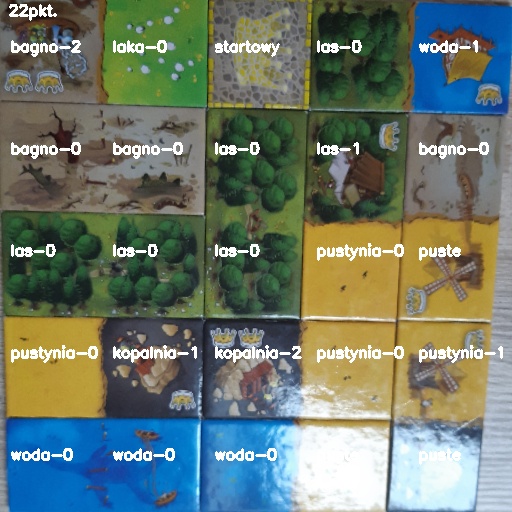 22pkt.
bagno-2 laka-0 startowy las-0 woda-1
bagno-0 bagno-0 las-0 las-1 bagno-0
las-0 las-0 las-0 pustynia-0 puste
pustynia-0 kopalnia-1 kopalnia-2 pustynia-0 pustynia-1
woda-0 woda-0 woda-0 puste